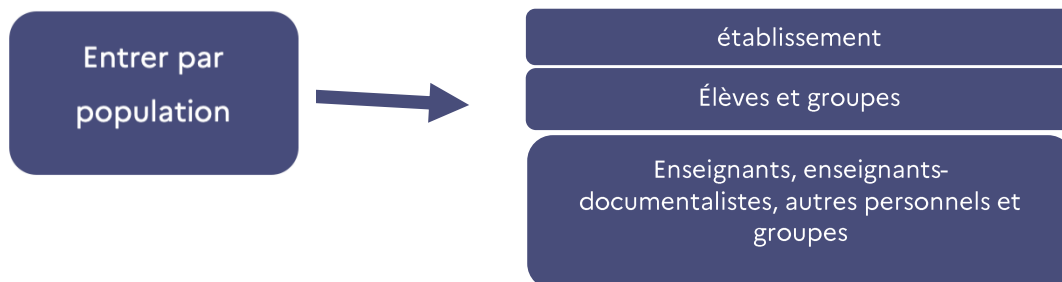 Entrer par
population
établissement
Élèves et groupes
Enseignants, enseignants-
documentalistes, autres personnels et
groupes